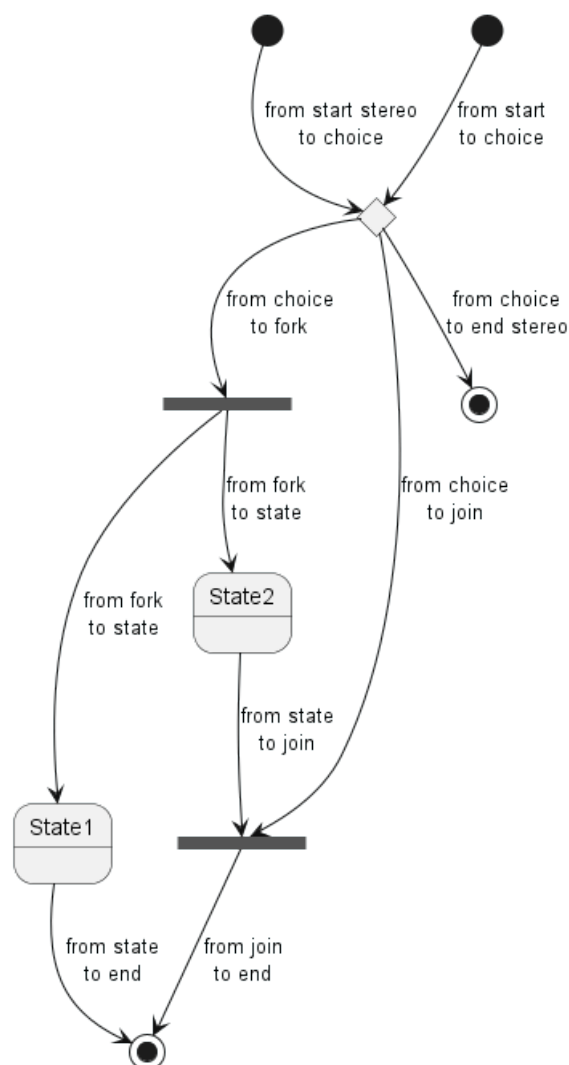 from start stereo
to choice
from start
to choice
from choice
to fork
from choice
to end stereo
from fork
to state
from choice
to join
State2
from fork
to state
from state
to join
State1
from state
to end
from join
to end